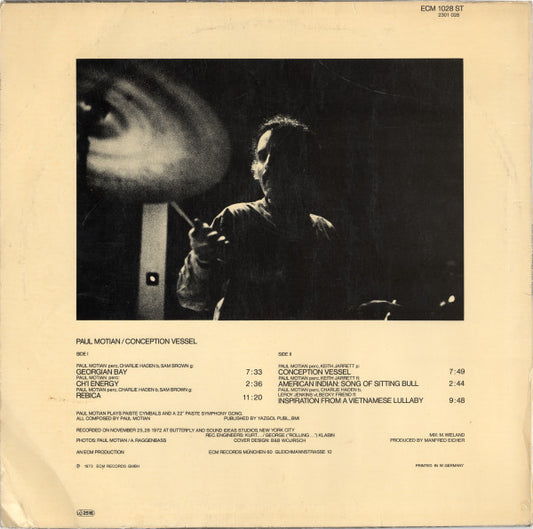 ECM 1028 ST
2301 028
PAUL MOTIAN / CONCEPTION VESSEL
SIDE I
PAUL MOTIAN perc, CHARLIE HADEN b, SAM BROWN g:
GEORGIAN BAY 7:33
PAUL MOTIAN perc:
CH'I ENERGY 2:36
PAUL MOTIAN perc, CHARLIE HADEN b, SAM BROWN g:
REBICA 11:20
SIDE II
PAUL MOTIAN perc, KEITH JARRETT p:
CONCEPTION VESSEL 7:49
PAUL MOTIAN perc, KEITH JARRETT fl:
AMERICAN INDIAN: SONG OF SITTING BULL 2:44
PAUL MOTIAN perc, CHARLIE HADEN b,
LEROY JENKINS vl, BECKY FRIEND fl:
INSPIRATION FROM A VIETNAMESE LULLABY 9:48
PAUL MOTIAN PLAYS PAISTE CYMBALS AND A 22" PAISTE SYMPHONY GONG.
ALL COMPOSED BY PAUL MOTIAN PUBLISHED BY YAZGOL PUBL., BMI
RECORDED ON NOVEMBER 25, 26 1972 AT BUTTERFLY AND SOUND IDEAS STUDIOS NEW YORK CITY
REC. ENGINEERS: KURT... / GEORGE ("ROLLING...") KLABIN MIX: M. WIELAND
PHOTOS: PAUL MOTIAN / A. RAGGENBASS COVER DESIGN: B&B WOJIRSCH PRODUCED BY MANFRED EICHER
AN ECM PRODUCTION ECM RECORDS MÜNCHEN 60 GLEICHMANNSTRASSE 10
℗ 1973 ECM RECORDS GMBH PRINTED IN W. GERMANY
LC 2516